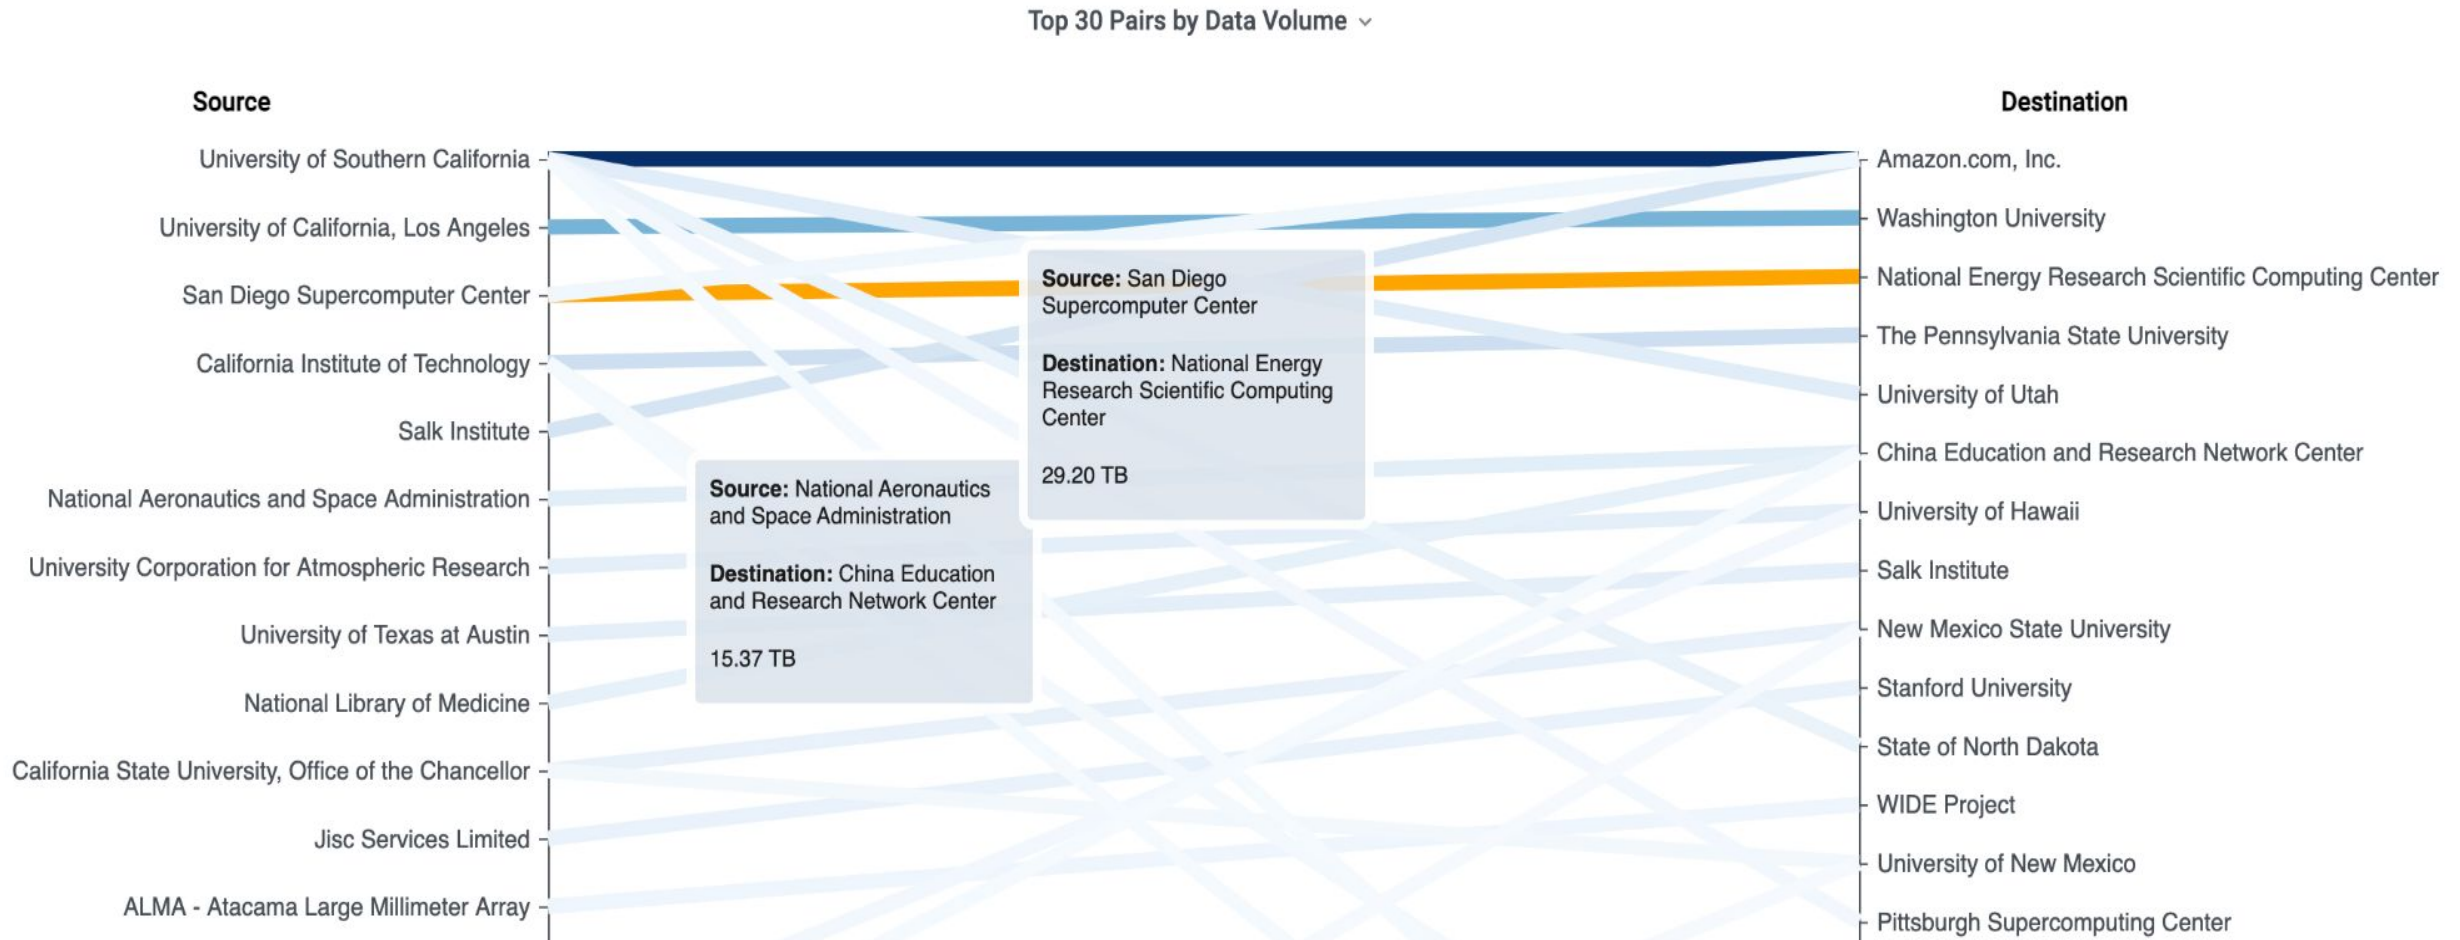 Top 30 Pairs by Data Volume
Source
Destination
University of Southern California
University of California, Los Angeles
San Diego Supercomputer Center
California Institute of Technology
Salk Institute
National Aeronautics and Space Administration
University Corporation for Atmospheric Research
University of Texas at Austin
National Library of Medicine
California State University, Office of the Chancellor
Jisc Services Limited
ALMA - Atacama Large Millimeter Array
Source: San Diego
Supercomputer Center
Destination: National Energy
Research Scientific Computing
Center
29.20 TB
Source: National Aeronautics
and Space Administration
Destination: China Education
and Research Network Center
15.37 TB
Amazon.com, Inc.
Washington University
National Energy Research Scientific Computing Center
The Pennsylvania State University
University of Utah
China Education and Research Network Center
University of Hawaii
Salk Institute
New Mexico State University
Stanford University
State of North Dakota
WIDE Project
University of New Mexico
Pittsburgh Supercomputing Center